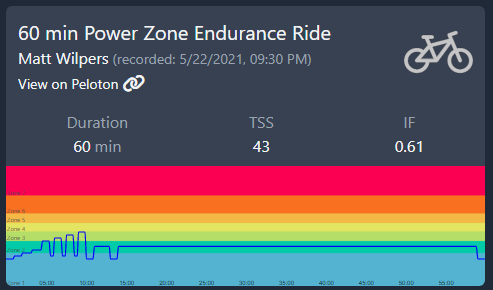 60 min Power Zone Endurance Ride
Matt Wilpers (recorded: 5/22/2021, 09:30 PM)
View on Peloton
Duration TSS IF
60 min 43 0.61
Zone 6
Zone 5
Zone 4
Zone 3
Zone 2
Zone 1 05:00 10:00 15:00 20:00 25:00 30:00 35:00 40:00 45:00 50:00 55:00